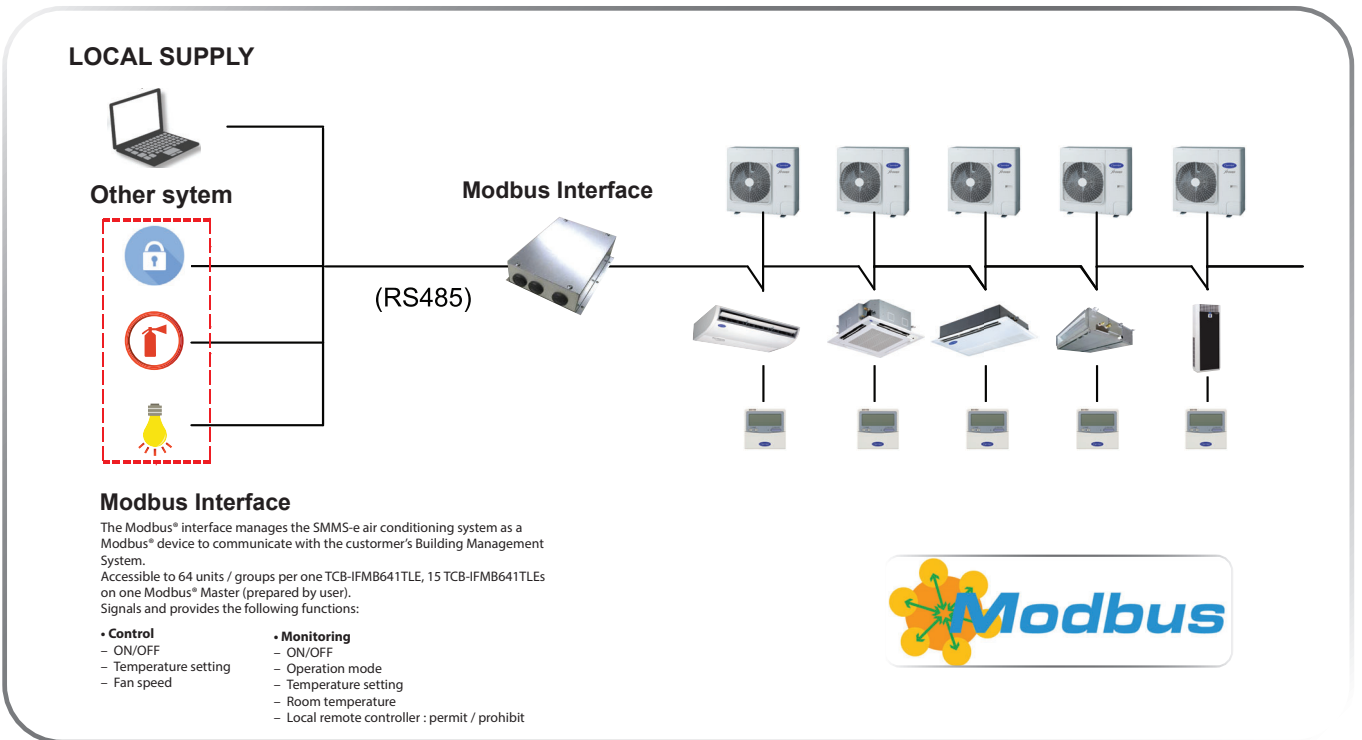 LOCAL SUPPLY
Other sytem
Modbus Interface
(RS485)
Modbus Interface
The Modbus® interface manages the SMMS-e air conditioning system as a
Modbus® device to communicate with the custormer's Building Management
System.
Accessible to 64 units / groups per one TCB-IFMB641TLE, 15 TCB-IFMB641TLEs
on one Modbus® Master (prepared by user).
Signals and provides the following functions:
• Control
– ON/OFF
– Temperature setting
– Fan speed
• Monitoring
– ON/OFF
– Operation mode
– Temperature setting
– Room temperature
– Local remote controller : permit / prohibit
Modbus